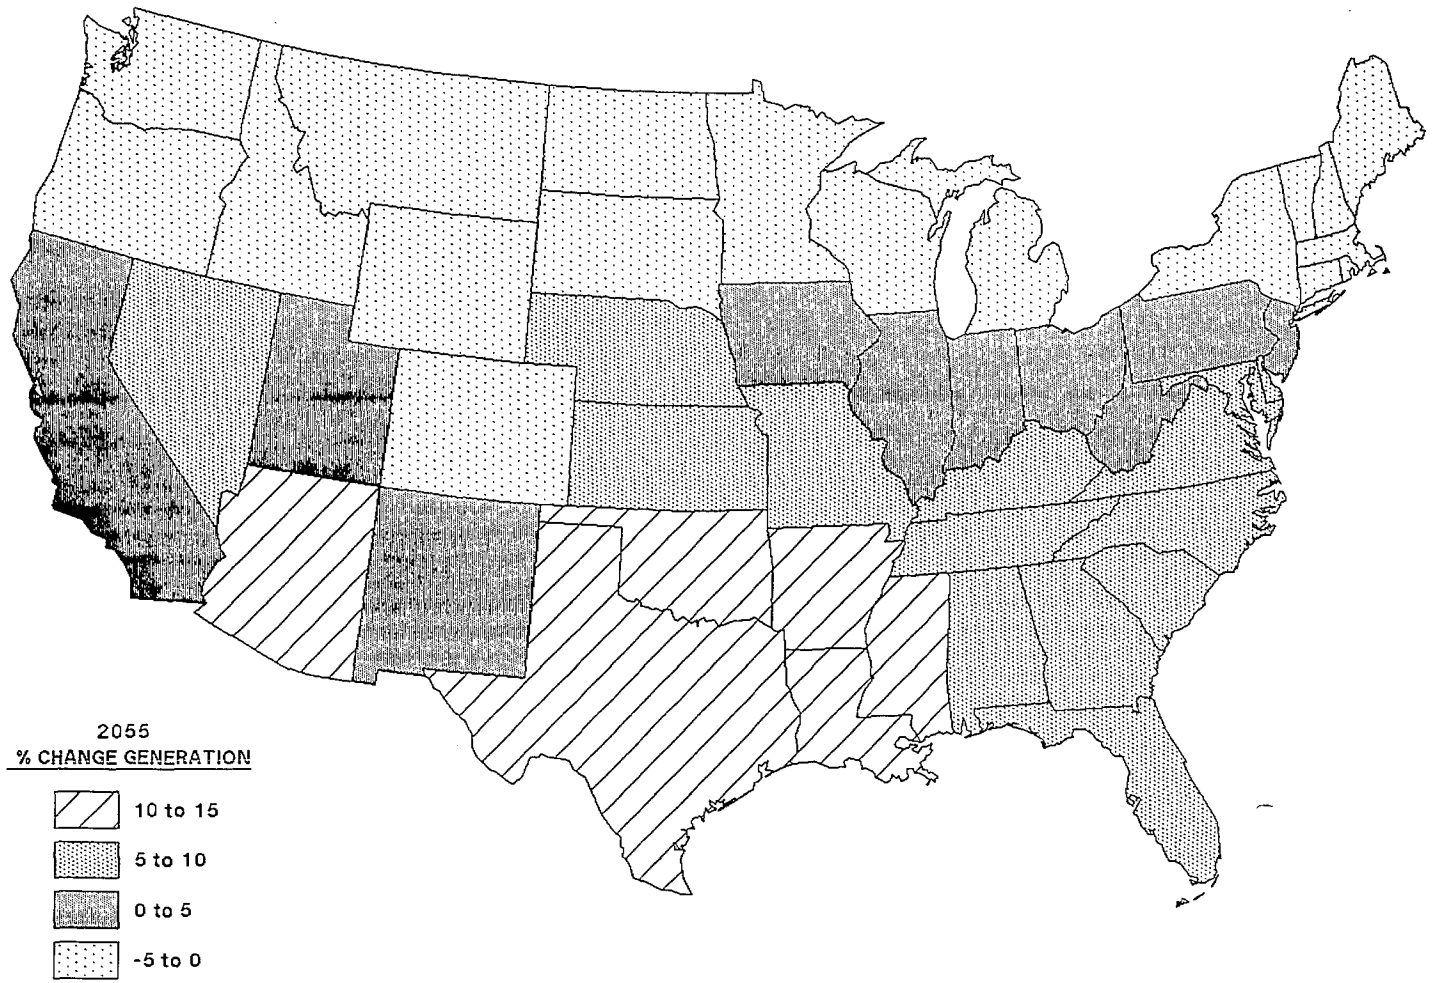 2055
% CHANGE GENERATION
10 to 15
5 to 10
0 to 5
-5 to 0